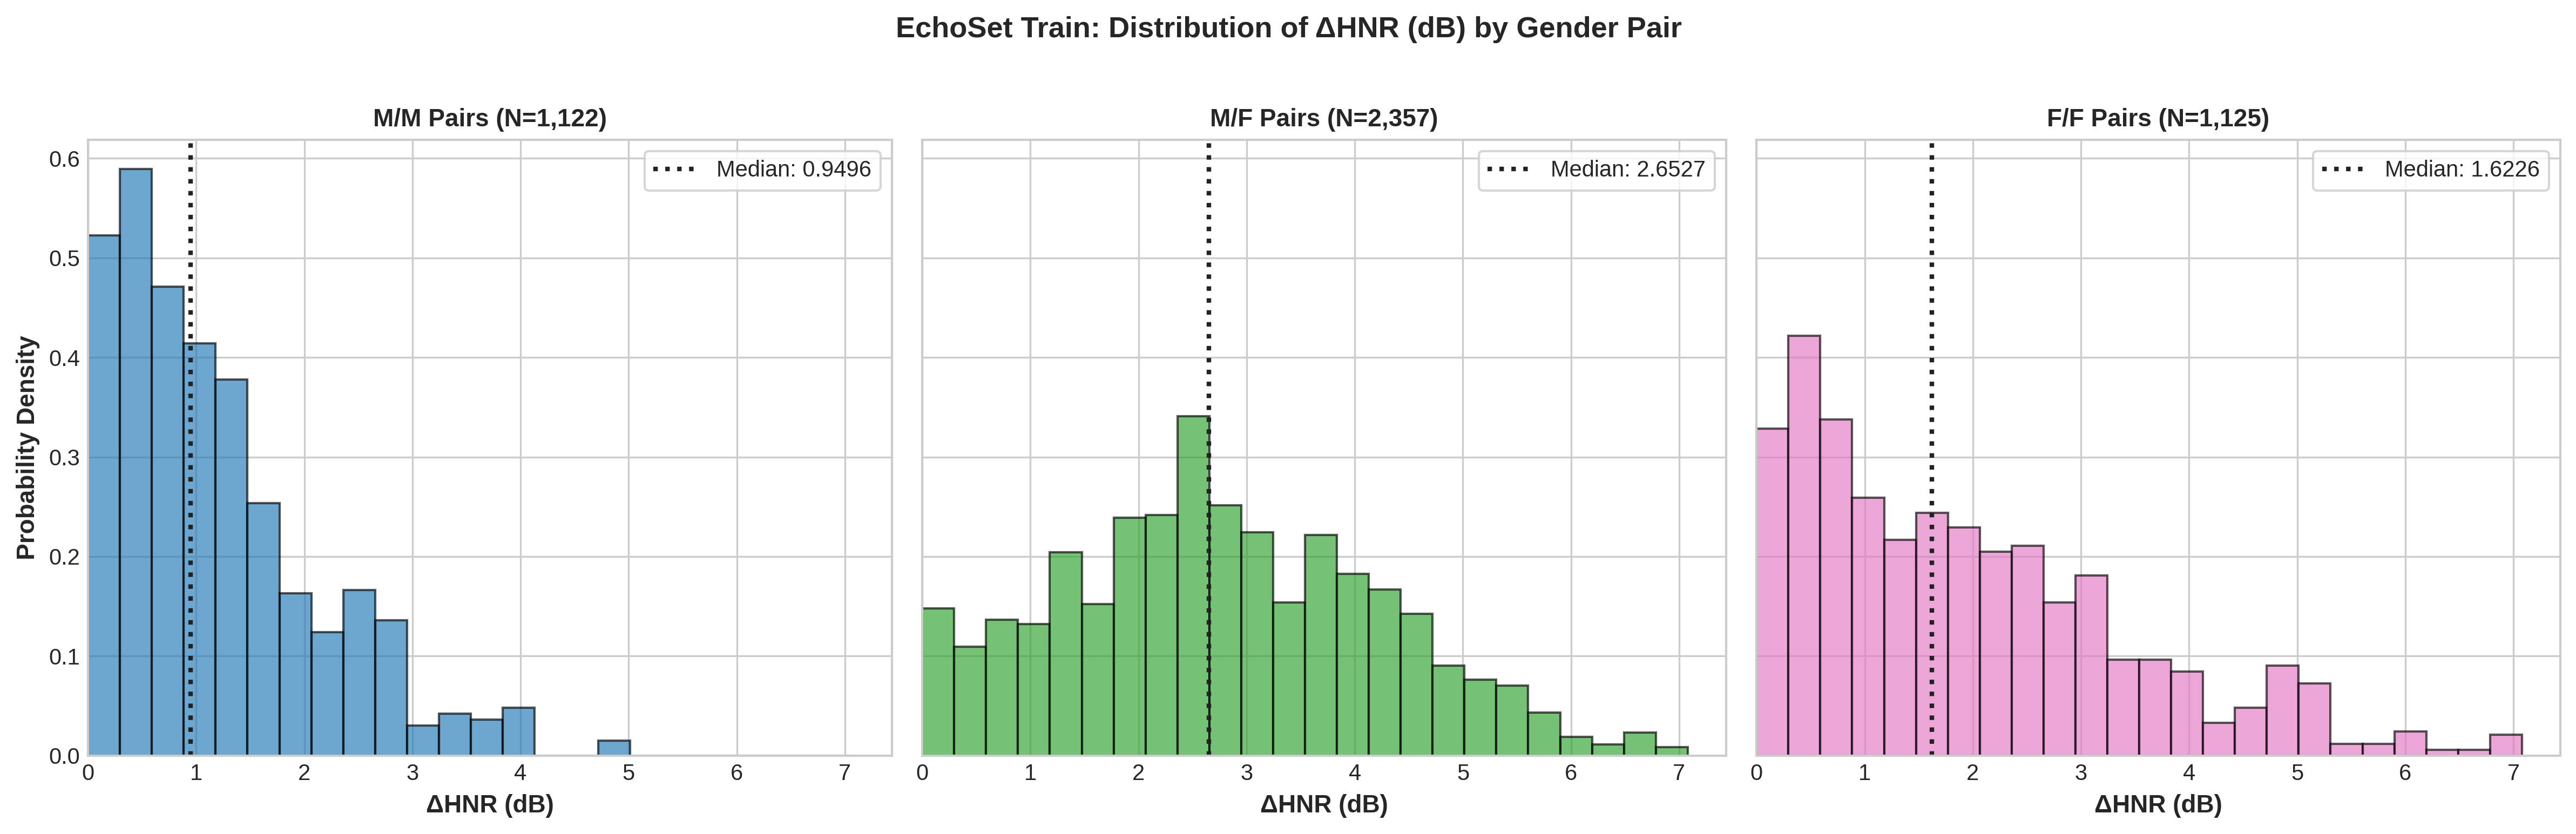 EchoSet Train: Distribution of ΔHNR (dB) by Gender Pair
M/M Pairs (N=1,122)
Median: 0.9496
Probability Density
0.6
0.5
0.4
0.3
0.2
0.1
0.0
0 1 2 3 4 5 6 7
ΔHNR (dB)
M/F Pairs (N=2,357)
Median: 2.6527
0 1 2 3 4 5 6 7
ΔHNR (dB)
F/F Pairs (N=1,125)
Median: 1.6226
0 1 2 3 4 5 6 7
ΔHNR (dB)